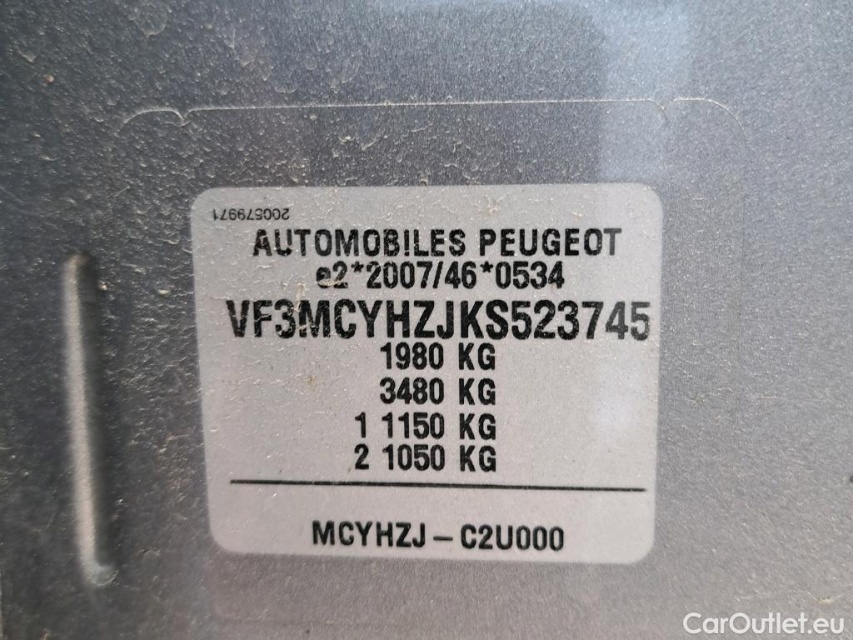 200579971
AUTOMOBILES PEUGEOT
e2*2007/46*0534
VF3MCYHZJKS523745
1980 KG
3480 KG
1 1150 KG
2 1050 KG
MCYHZJ - C2U000
CarOutlet.eu